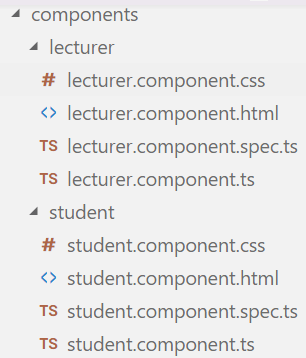 components
lecturer
# lecturer.component.css
<> lecturer.component.html
TS lecturer.component.spec.ts
TS lecturer.component.ts
student
# student.component.css
<> student.component.html
TS student.component.spec.ts
TS student.component.ts